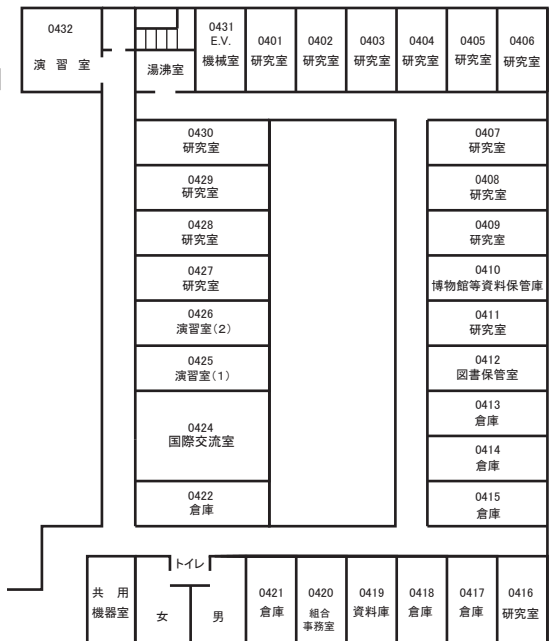 0432
演 習 室
湯沸室
0431
E.V.
機械室
0401
研究室
0402
研究室
0403
研究室
0404
研究室
0405
研究室
0406
研究室
0430
研究室
0429
研究室
0428
研究室
0427
研究室
0426
演習室(2)
0425
演習室(1)
0424
国際交流室
0422
倉庫
0407
研究室
0408
研究室
0409
研究室
0410
博物館等資料保管庫
0411
研究室
0412
図書保管室
0413
倉庫
0414
倉庫
0415
倉庫
共 用
機器室
トイレ
女
男
0421
倉庫
0420
組合
事務室
0419
資料庫
0418
倉庫
0417
倉庫
0416
研究室